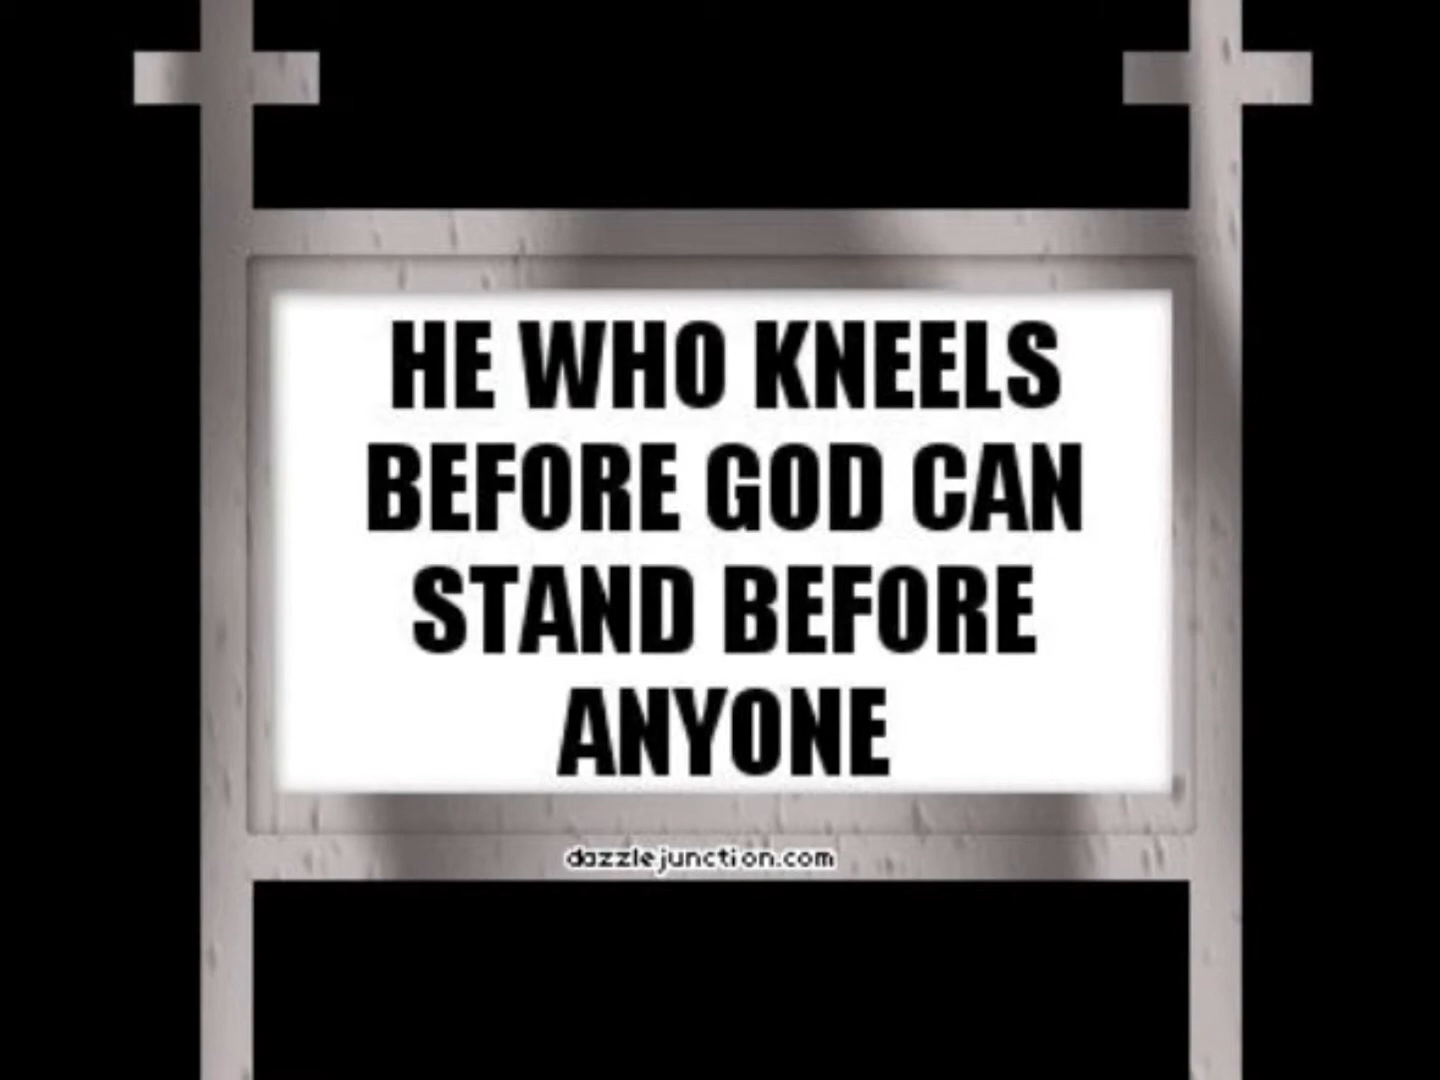 HE WHO KNEELS
BEFORE GOD CAN
STAND BEFORE
ANYONE
dazzlejunction.com